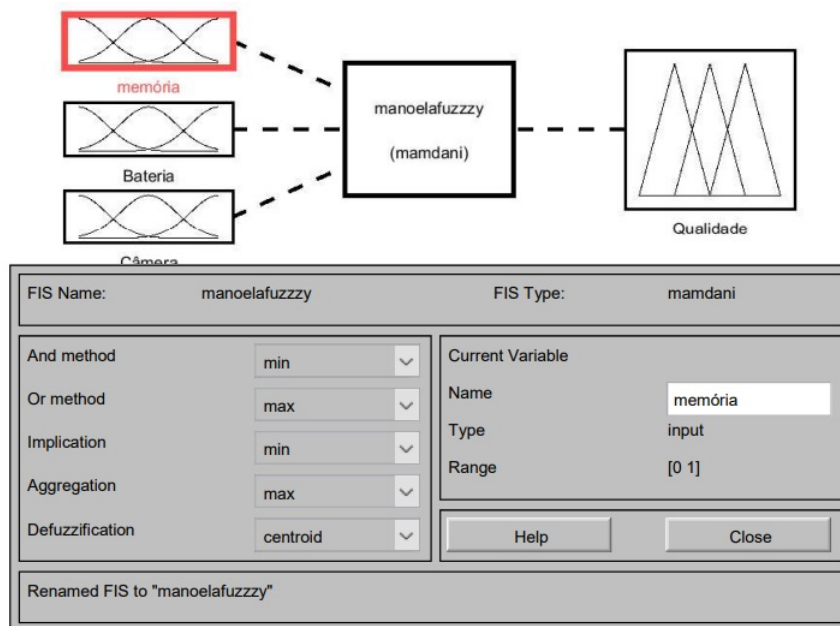 memória
manoelafuzzzy
(mamdani)
Bateria
Câmera
Qualidade
FIS Name: manoelafuzzzy FIS Type: mamdani
And method min
Or method max
Implication min
Aggregation max
Defuzzification centroid
Current Variable
Name memória
Type input
Range [0 1]
Help Close
Renamed FIS to "manoelafuzzzy"